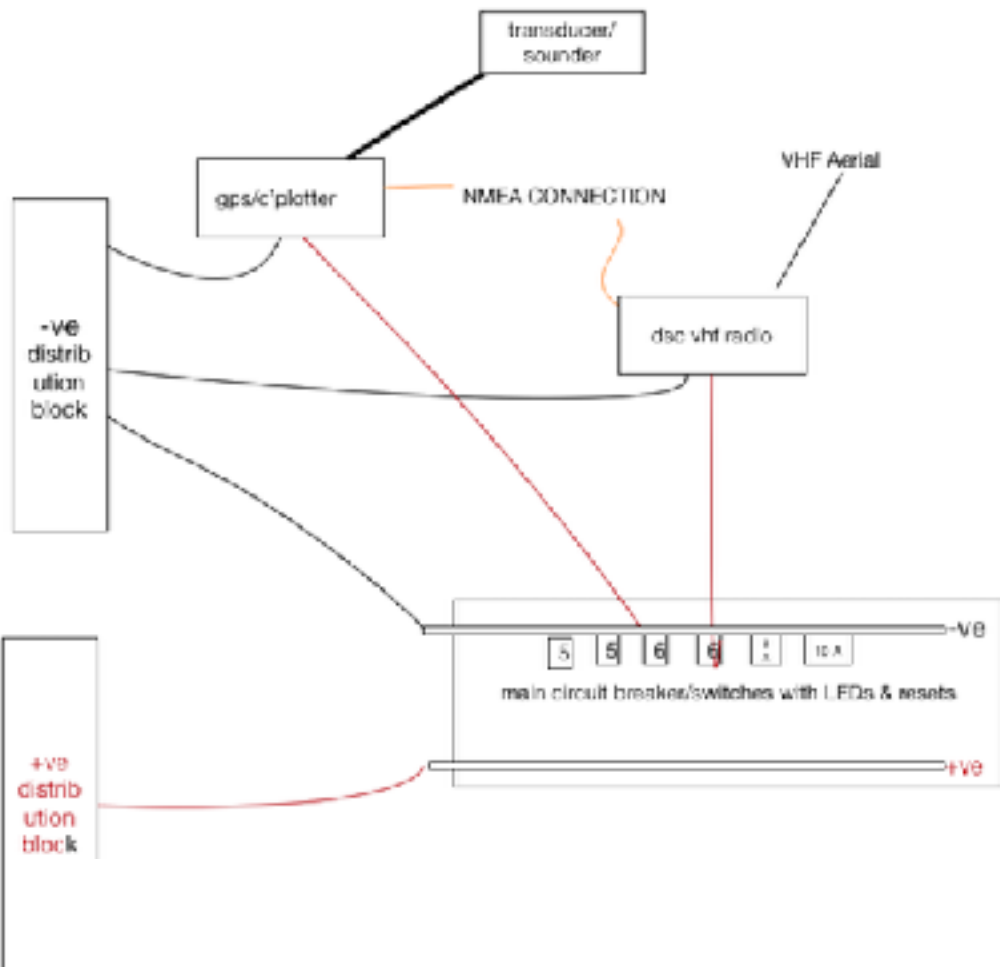 transducer/
sounder
VHF Aerial
gps/c'plotter
NMEA CONNECTION
-ve
distrib
ution
block
dsc vhf radio
-ve
5 5 6 6 10 A
main circuit breaker/switches with LEDs & resets
+ve
+ve
distrib
ution
block